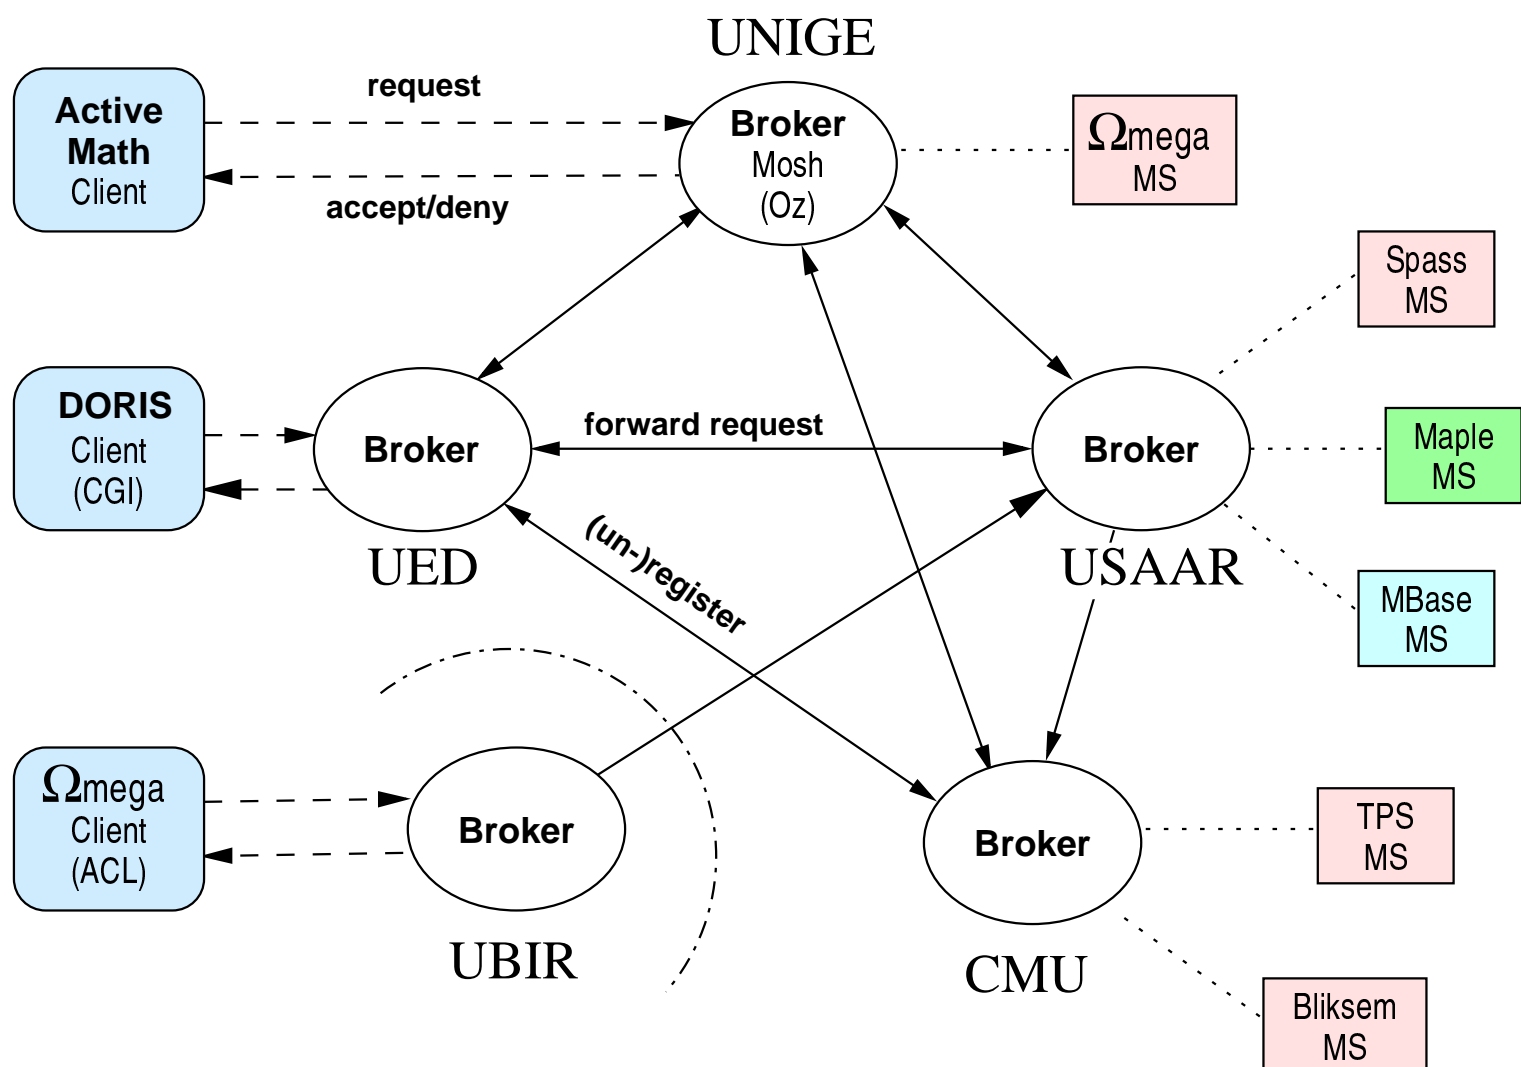 UNIGE
Active
Math
Client
request
accept/deny
Broker
Mosh
(Oz)
Ωmega
MS
Spass
MS
DORIS
Client
(CGI)
Broker
UED
forward request
Broker
USAAR
Maple
MS
(un-)register
MBase
MS
Ωmega
Client
(ACL)
Broker
UBIR
Broker
CMU
TPS
MS
Bliksem
MS